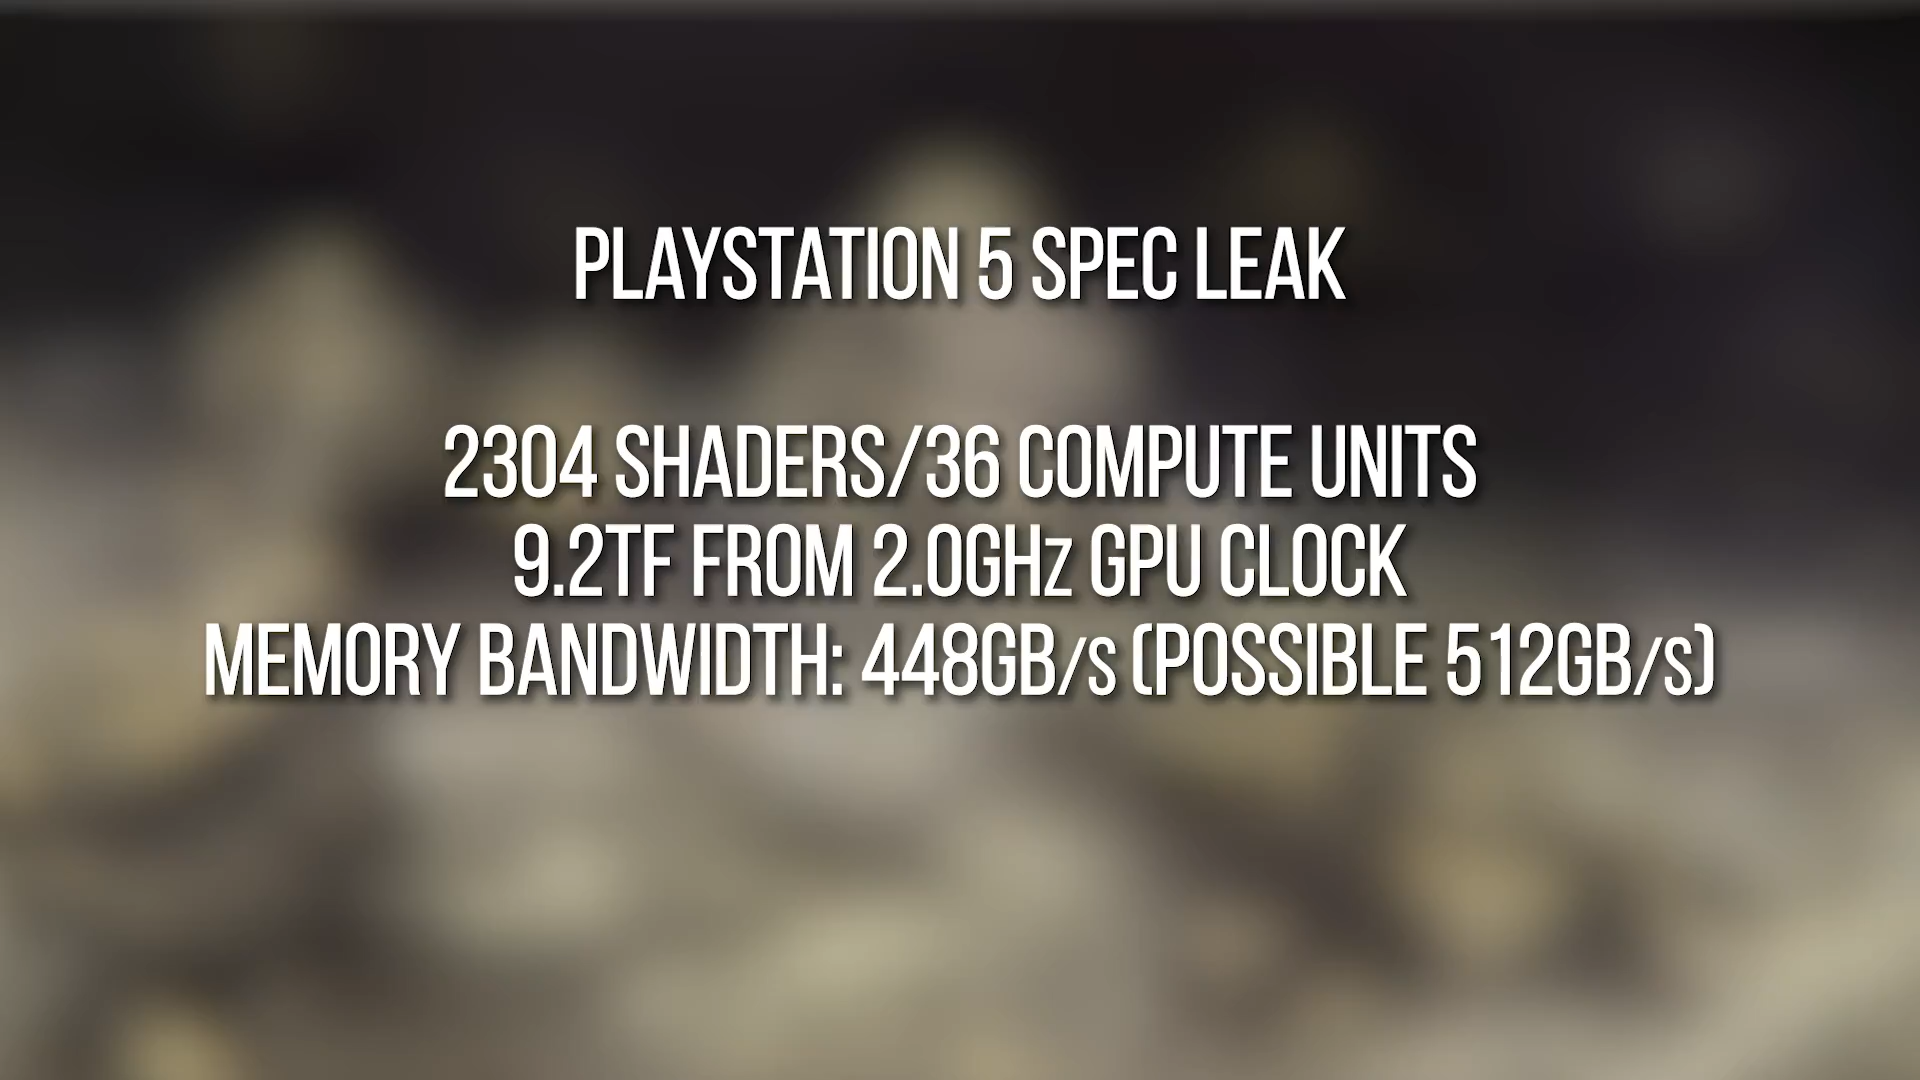 PLAYSTATION 5 SPEC LEAK
2304 SHADERS/36 COMPUTE UNITS
9.2TF FROM 2.0GHz GPU CLOCK
MEMORY BANDWIDTH: 448GB/s (POSSIBLE 512GB/s)